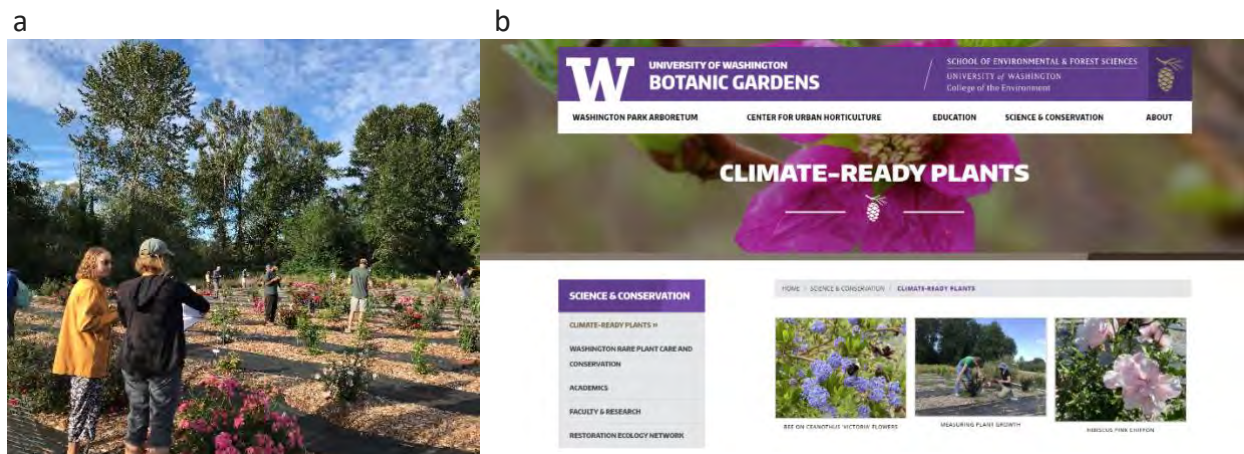 a
b
W
UNIVERSITY OF WASHINGTON
BOTANIC GARDENS
SCHOOL OF ENVIRONMENTAL & FOREST SCIENCES
UNIVERSITY of WASHINGTON
College of the Environment
WASHINGTON PARK ARBORETUM CENTER FOR URBAN HORTICULTURE EDUCATION SCIENCE & CONSERVATION ABOUT
CLIMATE-READY PLANTS
SCIENCE & CONSERVATION
CLIMATE-READY PLANTS »
WASHINGTON RARE PLANT CARE AND
CONSERVATION
ACADEMICS
FACULTY & RESEARCH
RESTORATION ECOLOGY NETWORK
HOME / SCIENCE & CONSERVATION / CLIMATE-READY PLANTS
BEE ON CEANOTHUS 'VICTORIA' FLOWERS
MEASURING PLANT GROWTH
HIBISCUS PINK CHIFFON